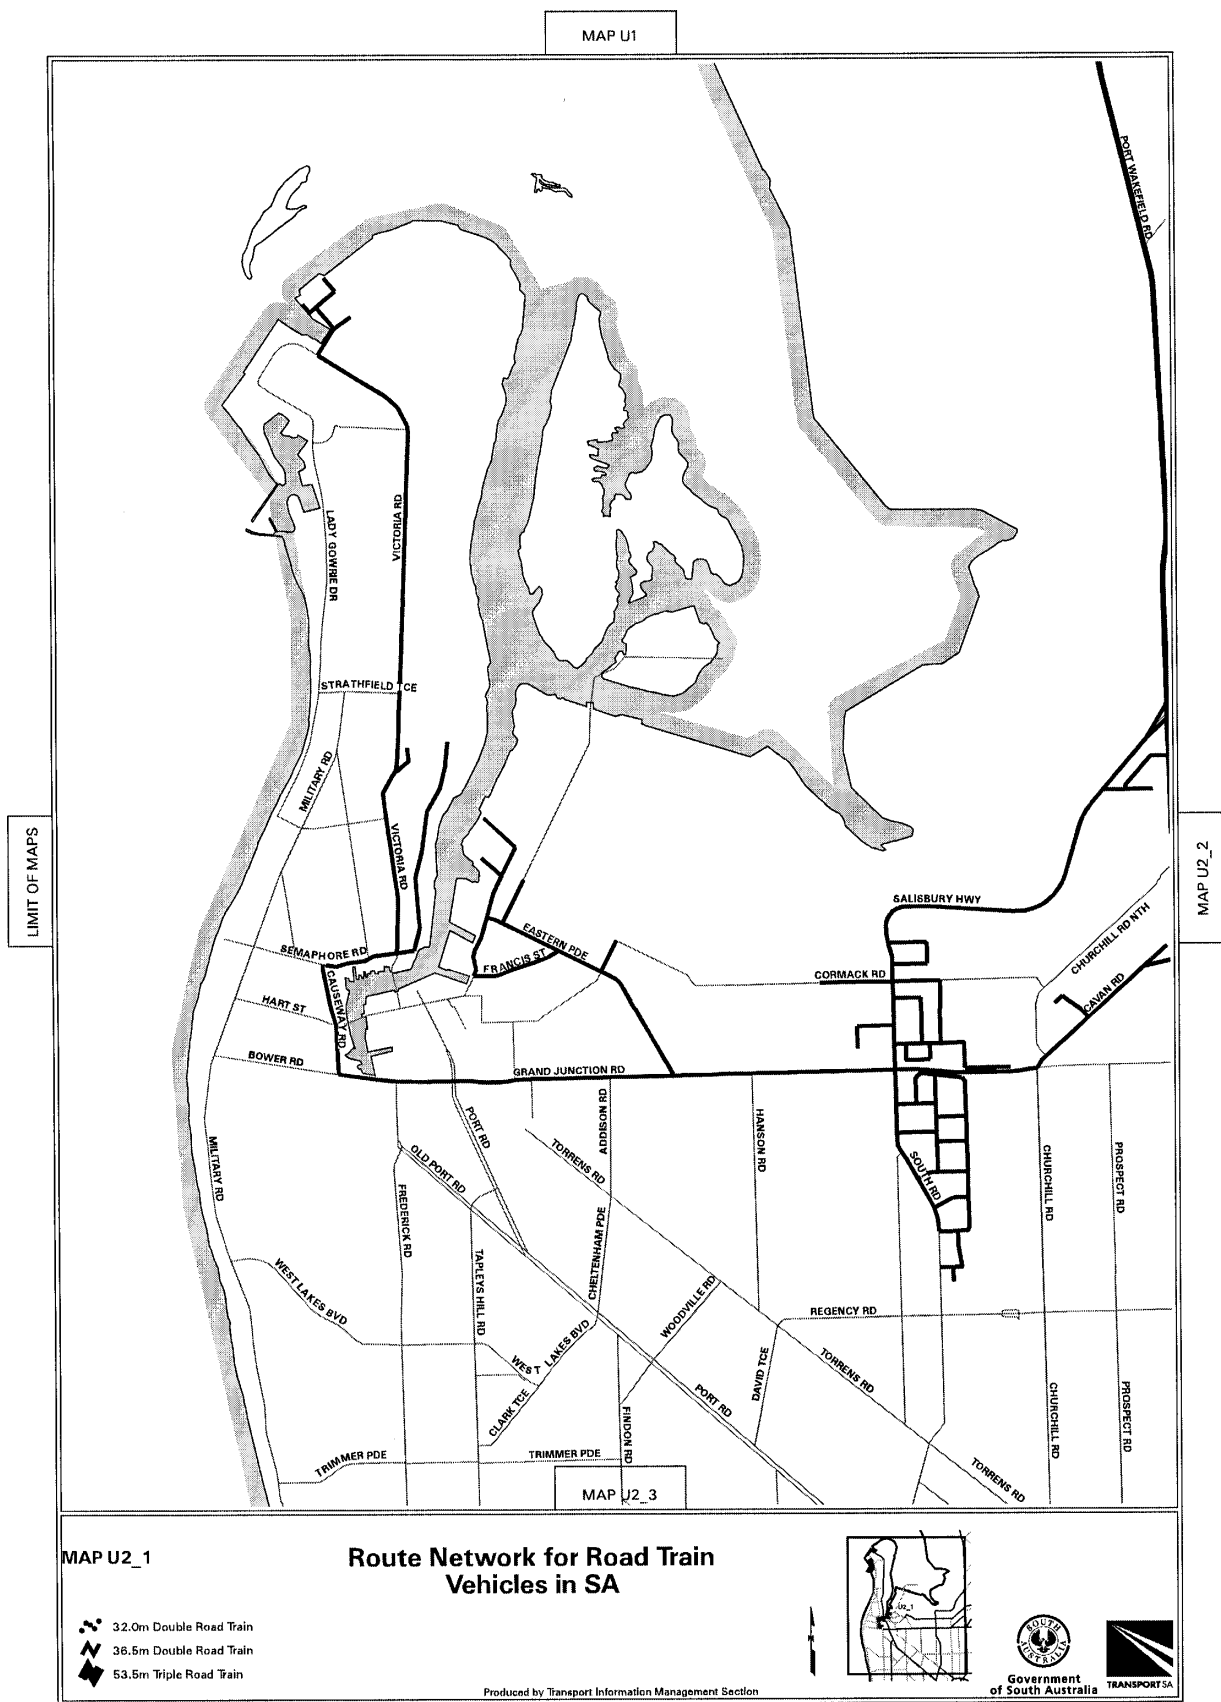 MAP U1
PORT WAKEFIELD RD
VICTORIA RD
LADY GOWRIE DR
STRATHFIELD TCE
MILITARY RD
VICTORIA RD
LIMIT OF MAPS
MAP U2_2
SALISBURY HWY
CHURCHILL RD NTH
EASTERN PDE
SEMAPHORE RD
FRANCIS ST
CORMACK RD
CAVAN RD
CAUSEWAY RD
HART ST
BOWER RD
GRAND JUNCTION RD
PORT RD
ADDISON RD
HANSON RD
TORRENS RD
OLD PORT RD
MILITARY RD
FREDERICK RD
SOUTH RD
CHURCHILL RD
PROSPECT RD
CHELTENHAM PDE
TAPLEYS HILL RD
WEST LAKES BVD
WOODVILLE RD
REGENCY RD
WEST LAKES BVD
DAVID TCE
TORRENS RD
CLARK TCE
PORT RD
FINDON RD
CHURCHILL RD
PROSPECT RD
TRIMMER PDE
TRIMMER PDE
TORRENS RD
MAP U2_3
MAP U2_1
Route Network for Road Train
Vehicles in SA
32.0m Double Road Train
36.5m Double Road Train
53.5m Triple Road Train
U2_1
SOUTH
AUSTRALIA
Government
of South Australia
TRANSPORT SA
Produced by Transport Information Management Section